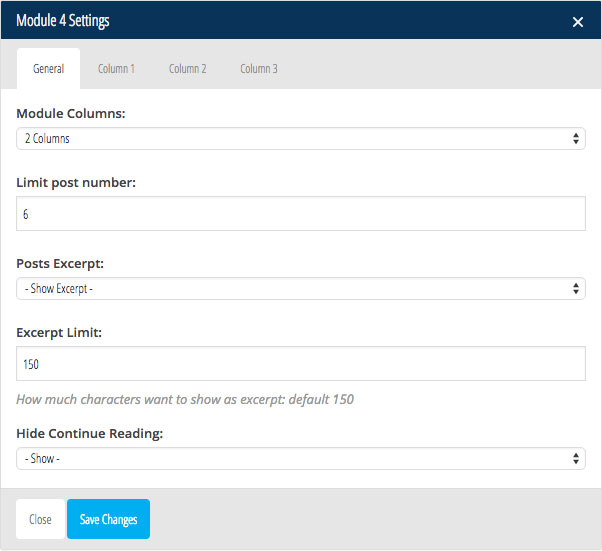 Module 4 Settings ×
General Column 1 Column 2 Column 3
Module Columns:
2 Columns
Limit post number:
6
Posts Excerpt:
- Show Excerpt -
Excerpt Limit:
150
How much characters want to show as excerpt: default 150
Hide Continue Reading:
- Show -
Close Save Changes